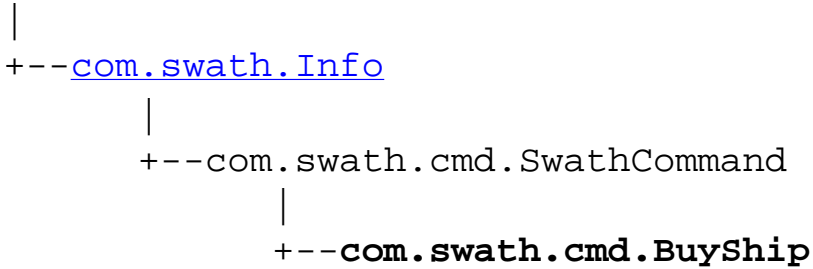 |
+--com.swath.Info
|
+--com.swath.cmd.SwathCommand
|
+--com.swath.cmd.BuyShip